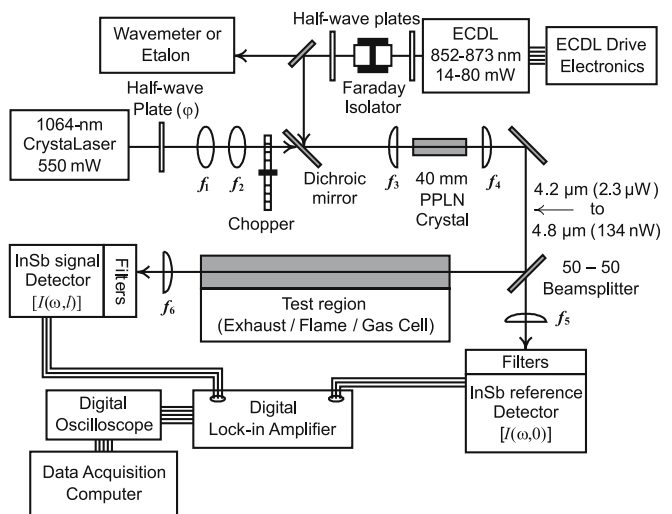 Half-wave plates
Wavemeter or
Etalon
ECDL
852-873 nm
14-80 mW
ECDL Drive
Electronics
Faraday
Isolator
Half-wave
Plate (φ)
1064-nm
CrystaLaser
550 mW
f1
f2
Chopper
Dichroic
mirror
f3
40 mm
PPLN
Crystal
f4
4.2 µm (2.3 µW)
to
4.8 µm (134 nW)
InSb signal
Detector
[I(ω,l)]
Filters
f6
Test region
(Exhaust / Flame / Gas Cell)
50 – 50
Beamsplitter
f5
Filters
InSb reference
Detector
[I(ω,0)]
Digital
Oscilloscope
Digital
Lock-in Amplifier
Data Acquisition
Computer